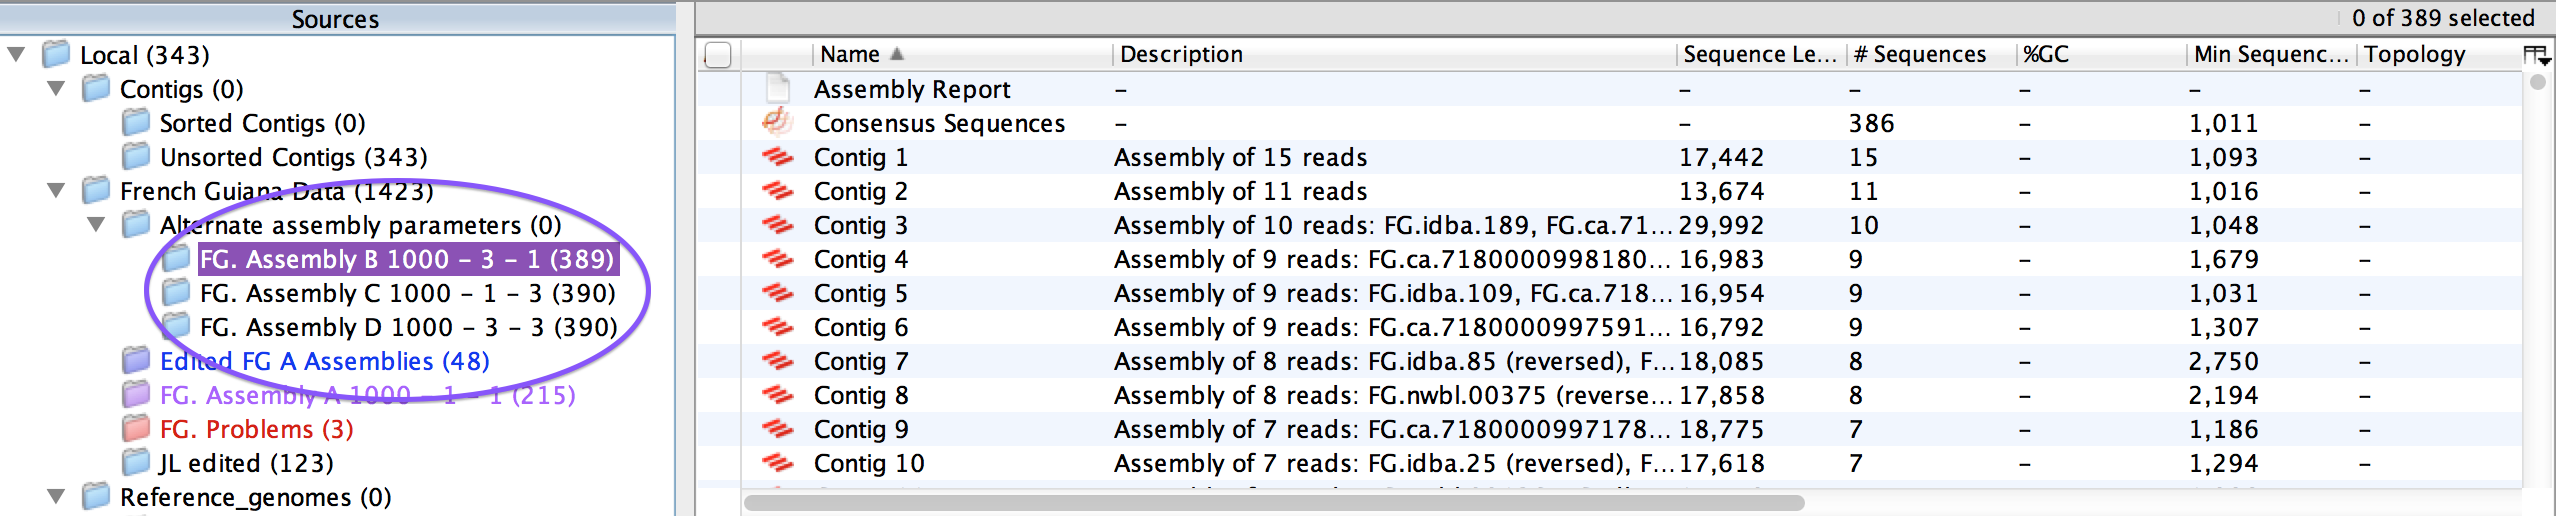 Sources
Local (343)
Contigs (0)
Sorted Contigs (0)
Unsorted Contigs (343)
French Guiana Data (1423)
Alternate assembly parameters (0)
FG. Assembly B 1000 – 3 – 1 (389)
FG. Assembly C 1000 – 1 – 3 (390)
FG. Assembly D 1000 – 3 – 3 (390)
Edited FG A Assemblies (48)
FG. Assembly A 1000 – 1 – 1 (215)
FG. Problems (3)
JL edited (123)
Reference_genomes (0)
0 of 389 selected
Name Description Sequence Le... # Sequences %GC Min Sequenc... Topology
Assembly Report – – – – – –
Consensus Sequences – – 386 – 1,011 –
Contig 1 Assembly of 15 reads 17,442 15 – 1,093 –
Contig 2 Assembly of 11 reads 13,674 11 – 1,016 –
Contig 3 Assembly of 10 reads: FG.idba.189, FG.ca.71... 29,992 10 – 1,048 –
Contig 4 Assembly of 9 reads: FG.ca.7180000998180... 16,983 9 – 1,679 –
Contig 5 Assembly of 9 reads: FG.idba.109, FG.ca.718... 16,954 9 – 1,031 –
Contig 6 Assembly of 9 reads: FG.ca.7180000997591... 16,792 9 – 1,307 –
Contig 7 Assembly of 8 reads: FG.idba.85 (reversed), F... 18,085 8 – 2,750 –
Contig 8 Assembly of 8 reads: FG.nwbl.00375 (reverse... 17,858 8 – 2,194 –
Contig 9 Assembly of 7 reads: FG.ca.7180000997178... 18,775 7 – 1,186 –
Contig 10 Assembly of 7 reads: FG.idba.25 (reversed), F... 17,618 7 – 1,294 –